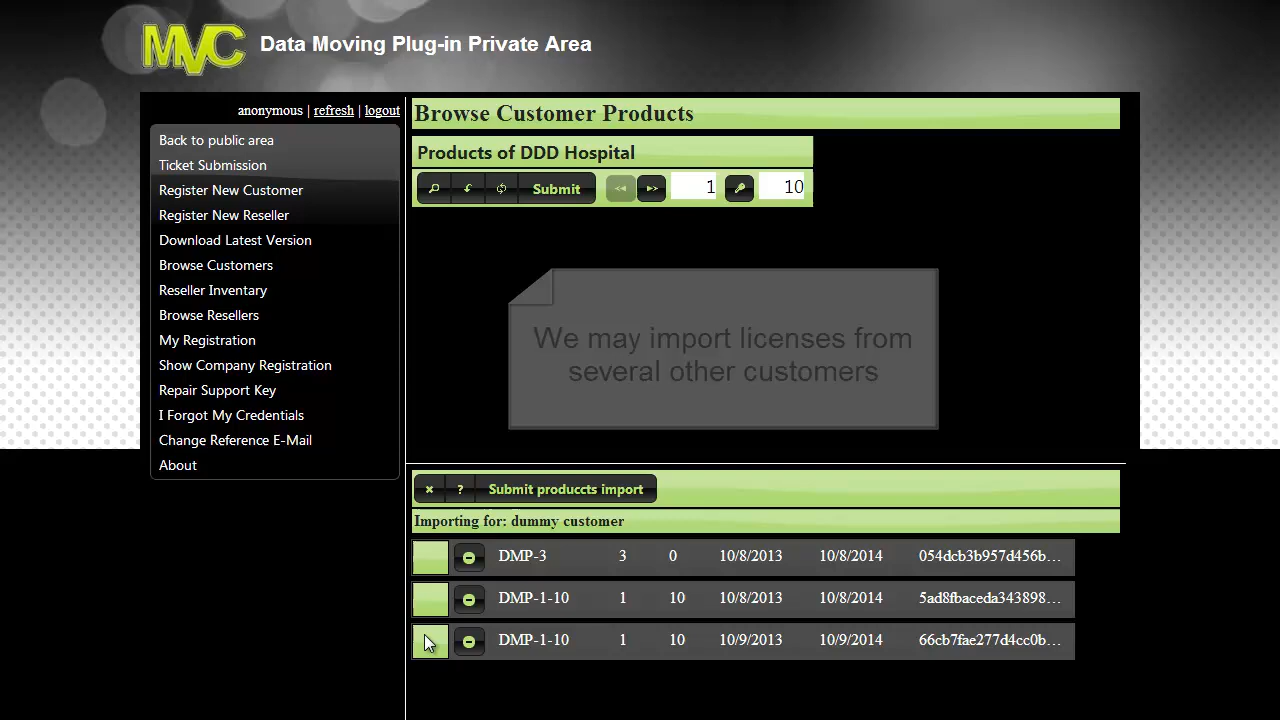 MVC
Data Moving Plug-in Private Area
anonymous | refresh | logout
Back to public area
Ticket Submission
Register New Customer
Register New Reseller
Download Latest Version
Browse Customers
Reseller Inventory
Browse Resellers
My Registration
Show Company Registration
Repair Support Key
I Forgot My Credentials
Change Reference E-Mail
About
Browse Customer Products
Products of DDD Hospital
Submit 1 10
We may import licenses from
several other customers
× ? Submit produccts import
Importing for: dummy customer
DMP-3 3 0 10/8/2013 10/8/2014 054dcb3b957d456b...
DMP-1-10 1 10 10/8/2013 10/8/2014 5ad8fbaceda343898...
DMP-1-10 1 10 10/9/2013 10/9/2014 66cb7fae277d4cc0b...